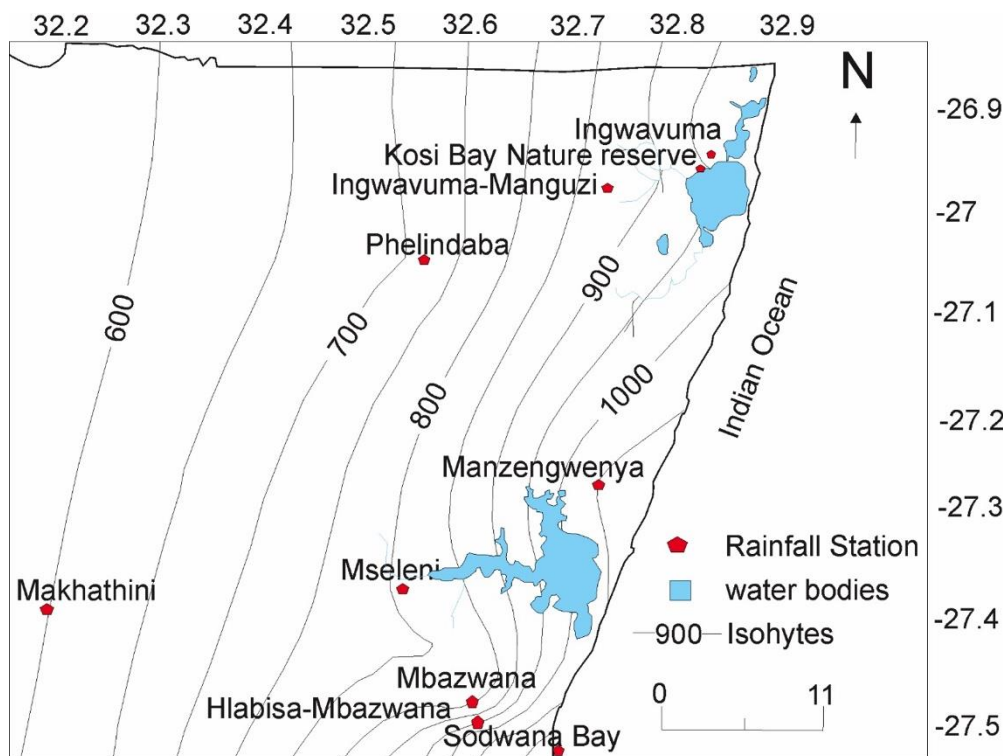 32.2 32.3 32.4 32.5 32.6 32.7 32.8 32.9
N
-26.9
Ingwavuma
Kosi Bay Nature reserve
Ingwavuma-Manguzi
-27
Phelindaba
900
600
-27.1
700
1000
Indian Ocean
800
-27.2
Manzengwenya
-27.3
Rainfall Station
Mseleni
water bodies
Makhathini
-27.4
900 Isohytes
Mbazwana
0 11
Hlabisa-Mbazwana
Sodwana Bay
-27.5